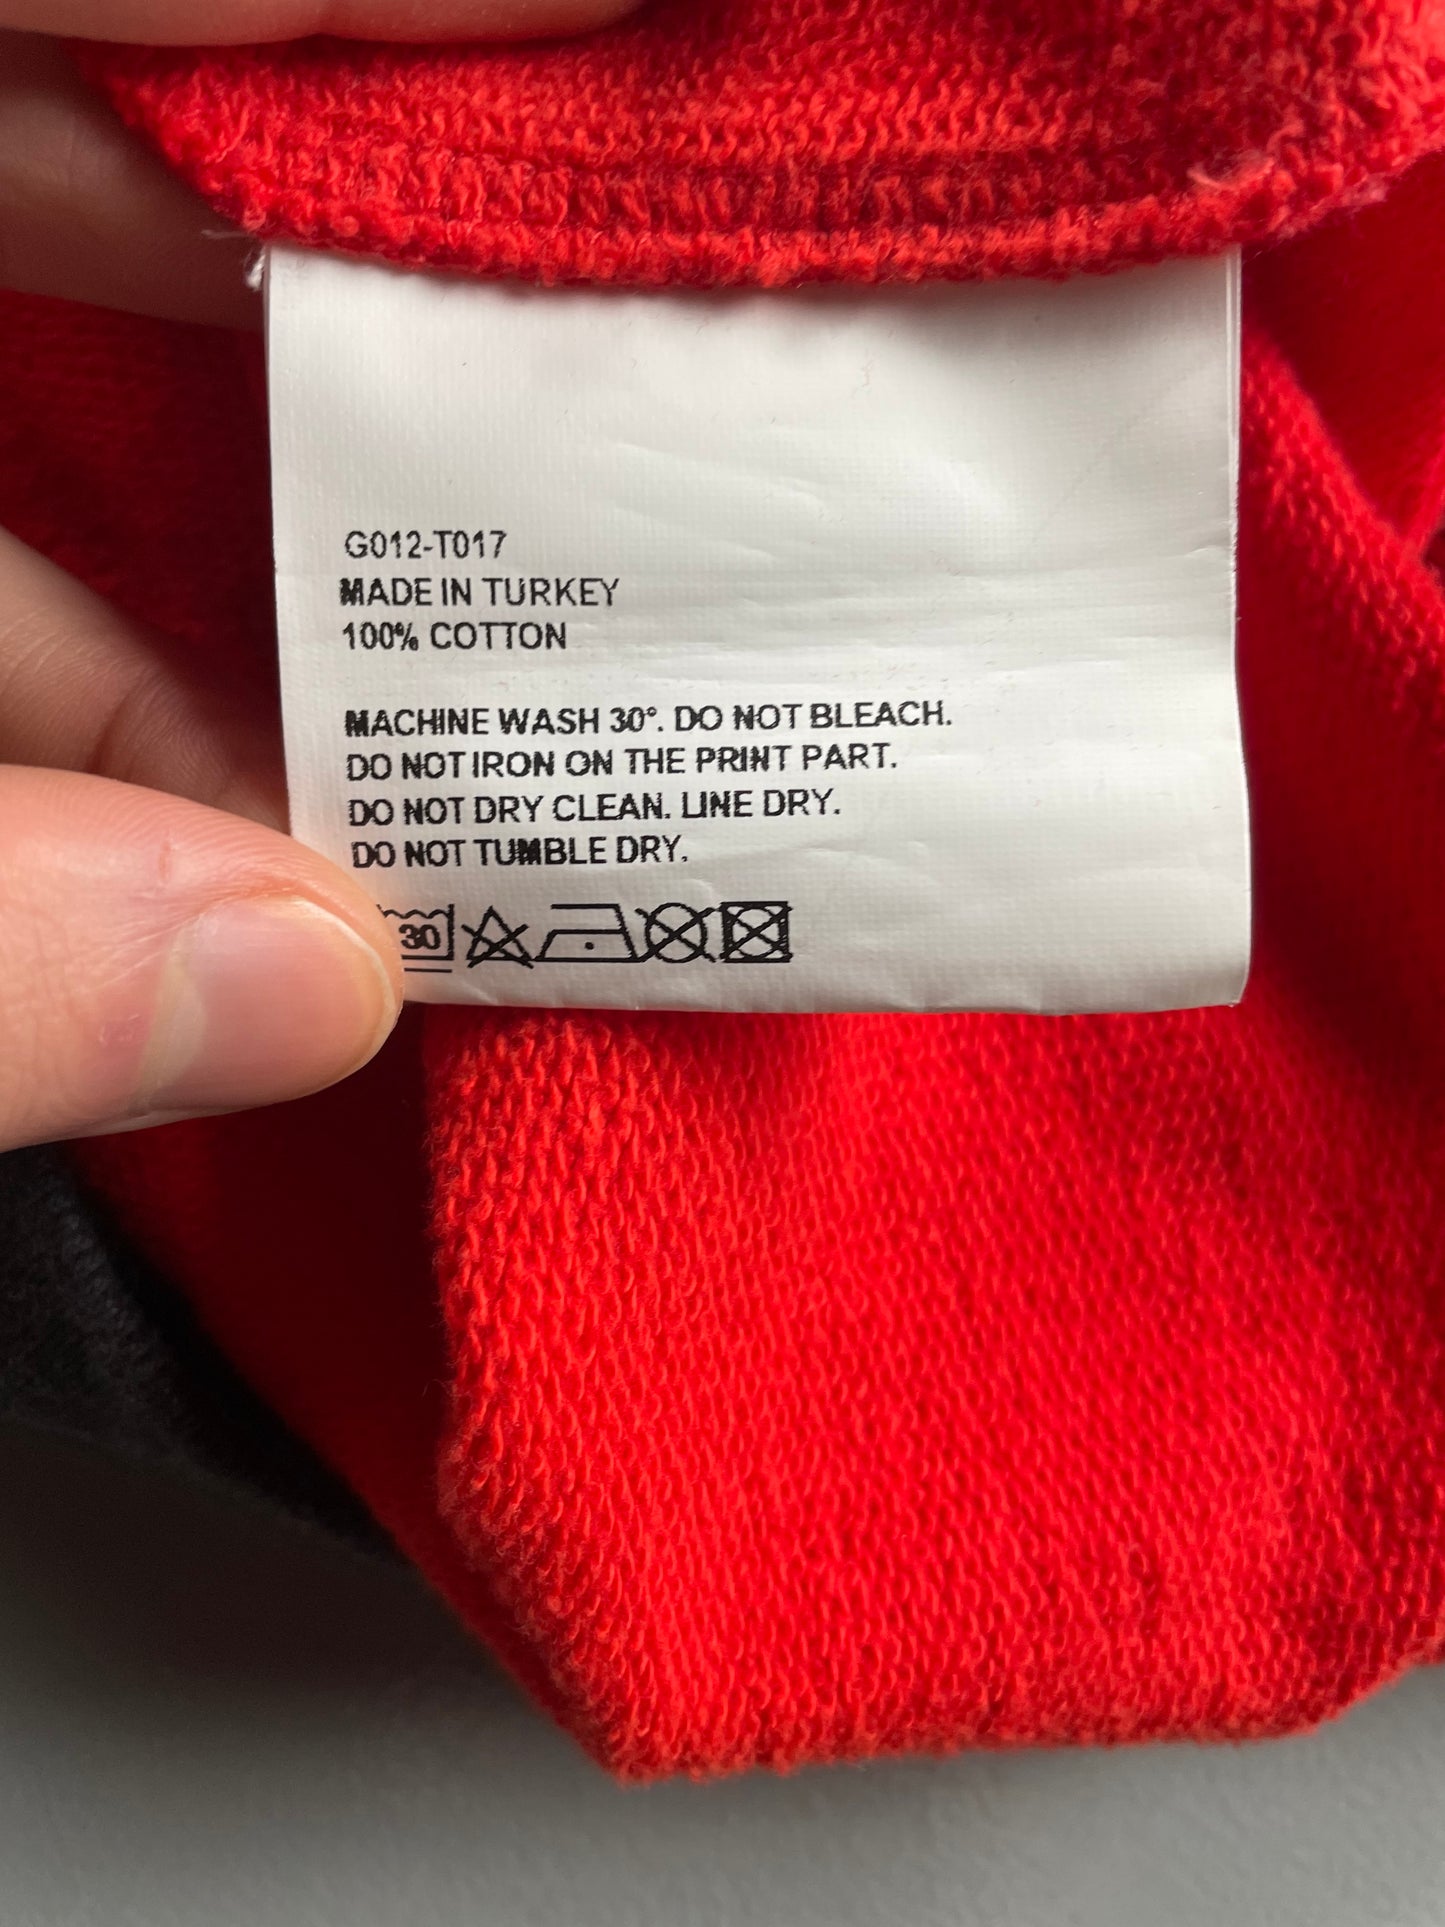 G012-T017
MADE IN TURKEY
100% COTTON
MACHINE WASH 30°. DO NOT BLEACH.
DO NOT IRON ON THE PRINT PART.
DO NOT DRY CLEAN. LINE DRY.
DO NOT TUMBLE DRY.
30